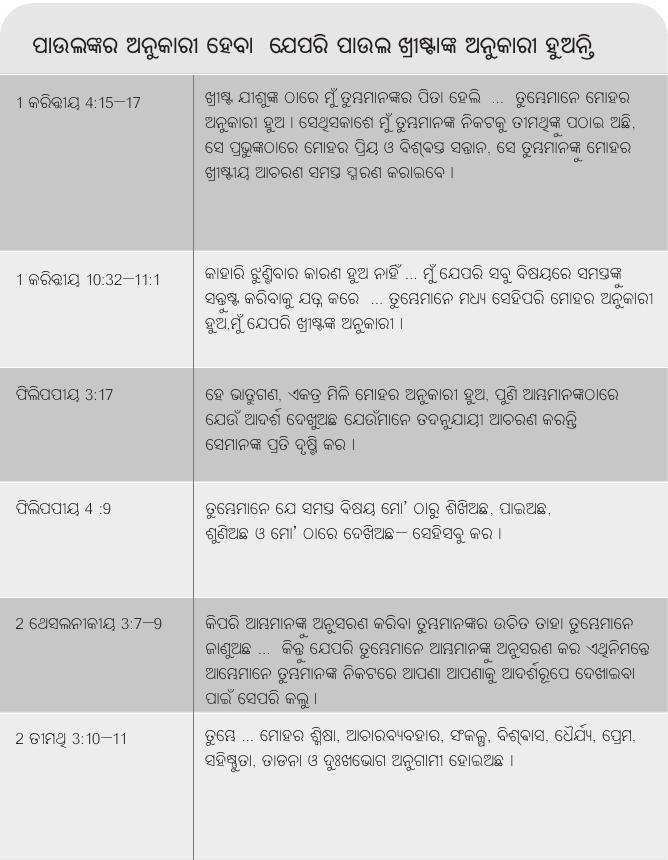 ପାଉଲଙ୍କର ଅନୁକାରୀ ହେବା ଯେପରି ପାଉଲ ଖ୍ରୀଷ୍ଟାଙ୍କ ଅନୁକାରୀ ହୁଅନ୍ତି
1 କରିନ୍ଥୀୟ 4:15—17
ଖ୍ରୀଷ୍ଟ ଯୀଶୁଙ୍କ ଠାରେ ମୁଁ ତୁମ୍ଭମାନଙ୍କର ପିତା ହେଲି ... ତୁମ୍ଭେମାନେ ମୋହର
ଅନୁକାରୀ ହୁଅ । ସେଥିସକାଶେ ମୁଁ ତୁମ୍ଭମାନଙ୍କ ନିକଟକୁ ତୀମଥିଙ୍କୁ ପଠାଇ ଅଛି,
ସେ ପ୍ରଭୁଙ୍କଠାରେ ମୋହର ପ୍ରିୟ ଓ ବିଶ୍ଵସ୍ତ ସନ୍ତାନ, ସେ ତୁମ୍ଭମାନଙ୍କୁ ମୋହର
ଖ୍ରୀଷ୍ଟୀୟ ଆଚରଣ ସମସ୍ତ ସ୍ମରଣ କରାଇବେ ।
1 କରିନ୍ଥୀୟ 10:32—11:1
କାହାରି ଝୁଣ୍ଟିବାର କାରଣ ହୁଅ ନାହିଁ ... ମୁଁ ଯେପରି ସବୁ ବିଷୟରେ ସମସ୍ତଙ୍କୁ
ସନ୍ତୁଷ୍ଟ କରିବାକୁ ଯତ୍ନ କରେ ... ତୁମ୍ଭେମାନେ ମଧ୍ୟ ସେହିପରି ମୋହର ଅନୁକାରୀ
ହୁଅ,ମୁଁ ଯେପରି ଖ୍ରୀଷ୍ଟଙ୍କ ଅନୁକାରୀ ।
ଫିଲିପପୀୟ 3:17
ହେ ଭାତୃଗଣ, ଏକତ୍ର ମିଳି ମୋହର ଅନୁକାରୀ ହୁଅ, ପୁଣି ଆମ୍ଭମାନଙ୍କଠାରେ
ଯେଉଁ ଆଦର୍ଶ ଦେଖୁଅଛ ଯେଉଁମାନେ ତଦନୁଯାୟୀ ଆଚରଣ କରନ୍ତି
ସେମାନଙ୍କ ପ୍ରତି ଦୃଷ୍ଟି କର ।
ଫିଲିପପୀୟ 4 :9
ତୁମ୍ଭେମାନେ ଯେ ସମସ୍ତ ବିଷୟ ମୋ’ ଠାରୁ ଶିଖିଅଛ, ପାଇଅଛ,
ଶୁଣିଅଛ ଓ ମୋ’ ଠାରେ ଦେଖିଅଛ— ସେହିସବୁ କର ।
2 ଥେସଲନୀକୀୟ 3:7—9
କିପରି ଆମ୍ଭମାନଙ୍କୁ ଅନୁସରଣ କରିବା ତୁମ୍ଭମାନଙ୍କର ଉଚିତ ତାହା ତୁମ୍ଭେମାନେ
ଜାଣୁଅଛ ... କିନ୍ତୁ ଯେପରି ତୁମ୍ଭେମାନେ ଆମ୍ଭମାନଙ୍କୁ ଅନୁସରଣ କର ଏଥିନିମନ୍ତେ
ଆମ୍ଭେମାନେ ତୁମ୍ଭମାନଙ୍କ ନିକଟରେ ଆପଣା ଆପଣାକୁ ଆଦର୍ଶରୂପେ ଦେଖାଇବା
ପାଇଁ ସେପରି କଲୁ ।
2 ତୀମଥି 3:10—11
ତୁମ୍ଭେ ... ମୋହର ଶ୍କିଷା, ଆଚାରବ୍ୟବହାର, ସଂକଳ୍ପ, ବିଶ୍ଵାସ, ଧୈର୍ଯ୍ୟ, ପ୍ରେମ,
ସହିଷ୍ଣୁତା, ତାଡନା ଓ ଦୁଃଖଭୋଗ ଅନୁଗାମୀ ହୋଇଅଛ ।